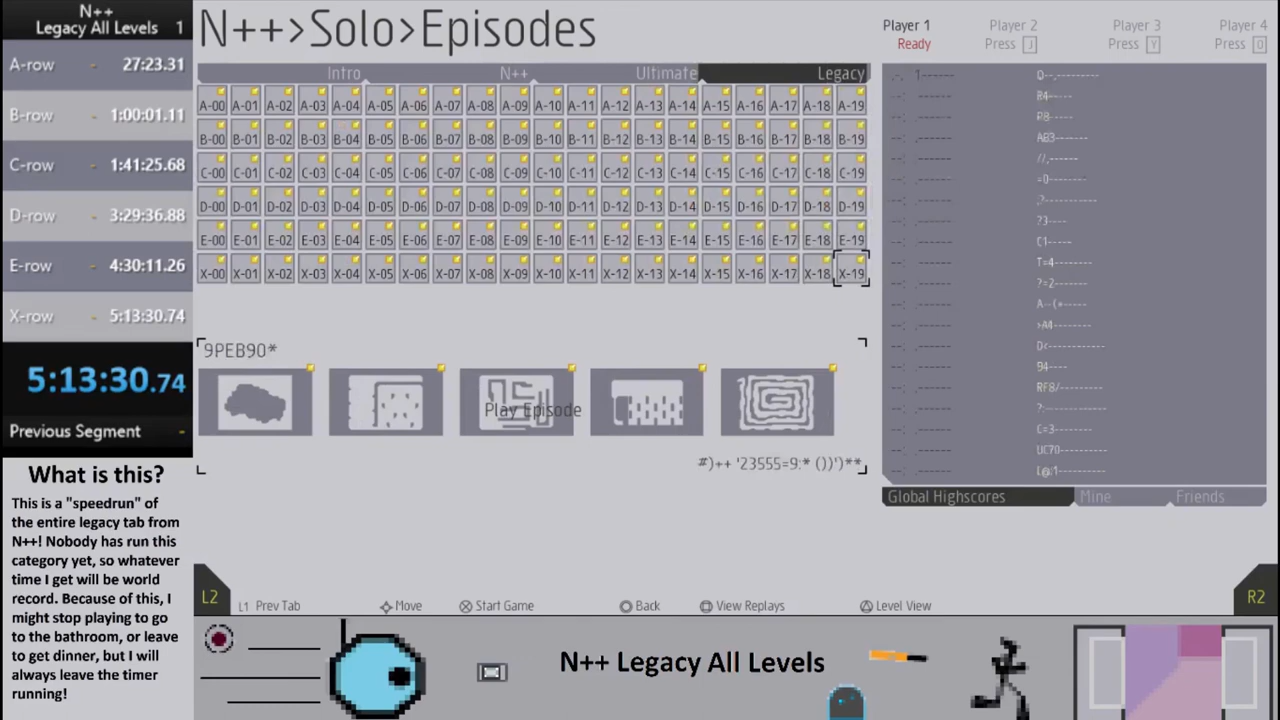 N++
Legacy All Levels 1
A-row - 27:23.31
B-row - 1:00:01.11
C-row - 1:41:25.68
D-row - 3:29:36.88
E-row - 4:30:11.26
X-row - 5:13:30.74
5:13:30.74
Previous Segment -
What is this?
This is a "speedrun" of
the entire legacy tab from
N++! Nobody has run this
category yet, so whatever
time I get will be world
record. Because of this, I
might stop playing to go
to the bathroom, or leave
to get dinner, but I will
always leave the timer
running!
N++>Solo>Episodes
Intro N++ Ultimate Legacy
A-00 A-01 A-02 A-03 A-04 A-05 A-06 A-07 A-08 A-09 A-10 A-11 A-12 A-13 A-14 A-15 A-16 A-17 A-18 A-19
B-00 B-01 B-02 B-03 B-04 B-05 B-06 B-07 B-08 B-09 B-10 B-11 B-12 B-13 B-14 B-15 B-16 B-17 B-18 B-19
C-00 C-01 C-02 C-03 C-04 C-05 C-06 C-07 C-08 C-09 C-10 C-11 C-12 C-13 C-14 C-15 C-16 C-17 C-18 C-19
D-00 D-01 D-02 D-03 D-04 D-05 D-06 D-07 D-08 D-09 D-10 D-11 D-12 D-13 D-14 D-15 D-16 D-17 D-18 D-19
E-00 E-01 E-02 E-03 E-04 E-05 E-06 E-07 E-08 E-09 E-10 E-11 E-12 E-13 E-14 E-15 E-16 E-17 E-18 E-19
X-00 X-01 X-02 X-03 X-04 X-05 X-06 X-07 X-08 X-09 X-10 X-11 X-12 X-13 X-14 X-15 X-16 X-17 X-18 X-19
9PEB90*
Play Episode
#)++ '23555=9:* ())')**
Player 1 Player 2 Player 3 Player 4
Ready Press J Press Y Press O
Global Highscores Mine Friends
L2 R2
L1 Prev Tab Move Start Game Back View Replays Level View
N++ Legacy All Levels